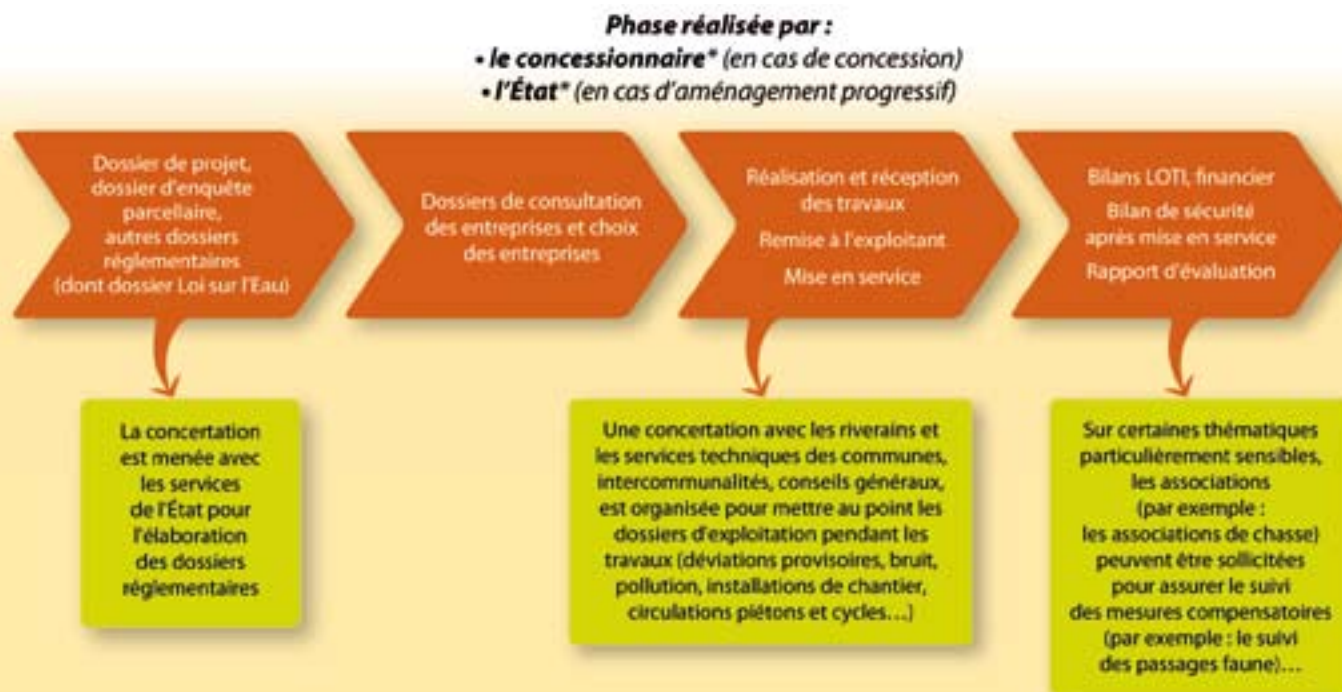 Phase réalisée par :
• le concessionnaire* (en cas de concession)
• l'État* (en cas d'aménagement progressif)
Dossier de projet,
dossier d'enquête
parcellaire,
autres dossiers
réglementaires
(dont dossier Loi sur l'Eau)
Dossiers de consultation
des entreprises et choix
des entreprises
Réalisation et réception
des travaux
Remise à l'exploitant
Mise en service
Bilans LOTI, financier
Bilan de sécurité
après mise en service
Rapport d'évaluation
La concertation
est menée avec
les services
de l'État pour
l'élaboration
des dossiers
réglementaires
Une concertation avec les riverains et
les services techniques des communes,
intercommunalités, conseils généraux,
est organisée pour mettre au point les
dossiers d'exploitation pendant les
travaux (déviations provisoires, bruit,
pollution, installations de chantier,
circulations piétons et cycles…)
Sur certaines thématiques
particulièrement sensibles,
les associations
(par exemple :
les associations de chasse)
peuvent être sollicitées
pour assurer le suivi
des mesures compensatoires
(par exemple : le suivi
des passages faune)…